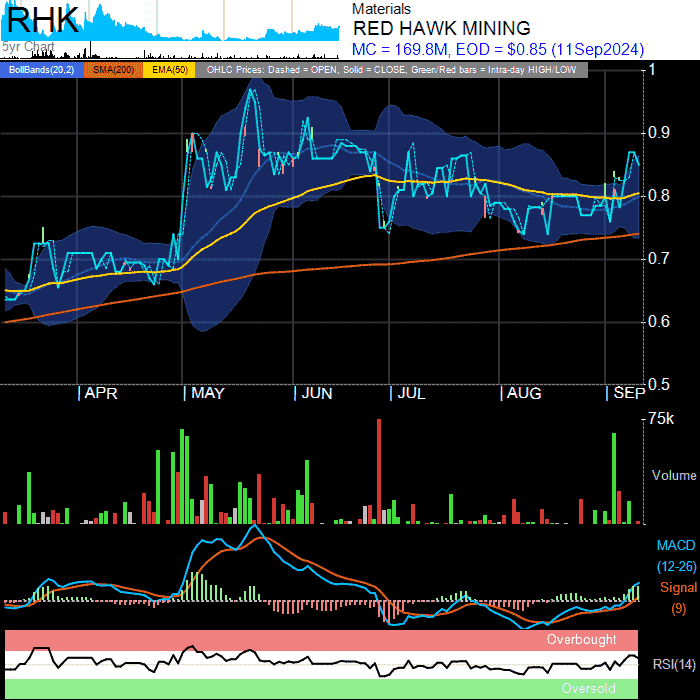 RHK
5yr Chart
Materials
RED HAWK MINING
MC = 169.8M, EOD = $0.85 (11Sep2024)
BollBands(20,2) SMA(200) EMA(50) OHLC Prices: Dashed = OPEN, Solid = CLOSE, Green/Red bars = Intra-day HIGH/LOW
1
0.9
0.8
0.7
0.6
0.5
| APR | MAY | JUN | JUL | AUG | SEP
75k
Volume
MACD
(12-26)
Signal
(9)
Overbought
RSI(14)
Oversold